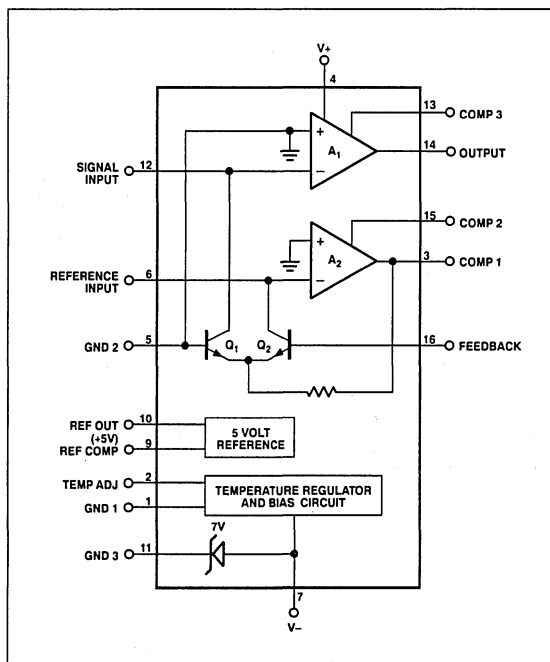 V+
4
13
COMP 3
+
A1
14
OUTPUT
SIGNAL
INPUT
12
−
15
COMP 2
+
A2
3
COMP 1
REFERENCE
INPUT
6
−
GND 2
5
Q1
Q2
16
FEEDBACK
REF OUT
(+5V)
10
REF COMP
9
5 VOLT
REFERENCE
TEMP ADJ
2
GND 1
1
TEMPERATURE REGULATOR
AND BIAS CIRCUIT
7V
GND 3
11
7
V−